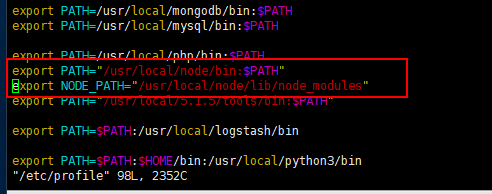 export PATH=/usr/local/mongodb/bin:$PATH
export PATH=/usr/local/mysql/bin:$PATH
export PATH=/usr/local/php/bin:$PATH
export PATH="/usr/local/node/bin:$PATH"
export NODE_PATH="/usr/local/node/lib/node_modules"
export PATH="/usr/local/5.1.5/tools/bin:$PATH"
export PATH=$PATH:/usr/local/logstash/bin
export PATH=$PATH:$HOME/bin:/usr/local/python3/bin
"/etc/profile" 98L, 2352C